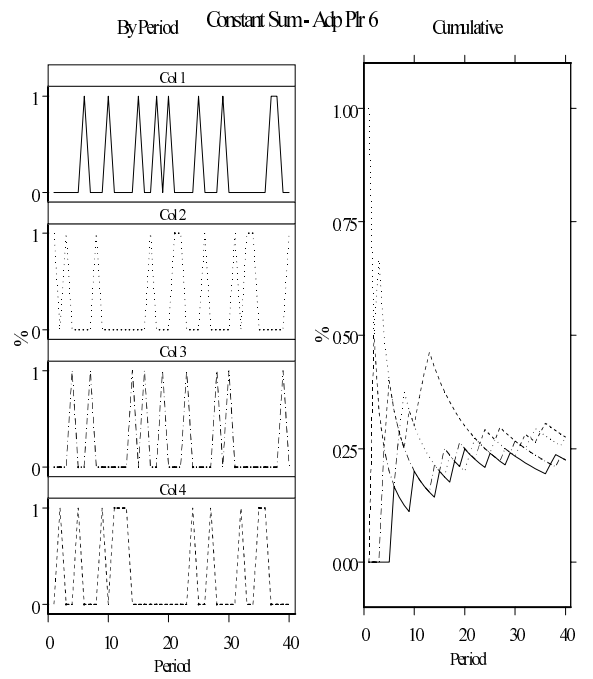 Constant Sum - Adp Plr 6
By Period
Cumulative
Col 1
1
0
Col 2
1
0
Col 3
1
0
Col 4
1
0
%
0 10 20 30 40
Period
%
1.00
0.75
0.50
0.25
0.00
0 10 20 30 40
Period